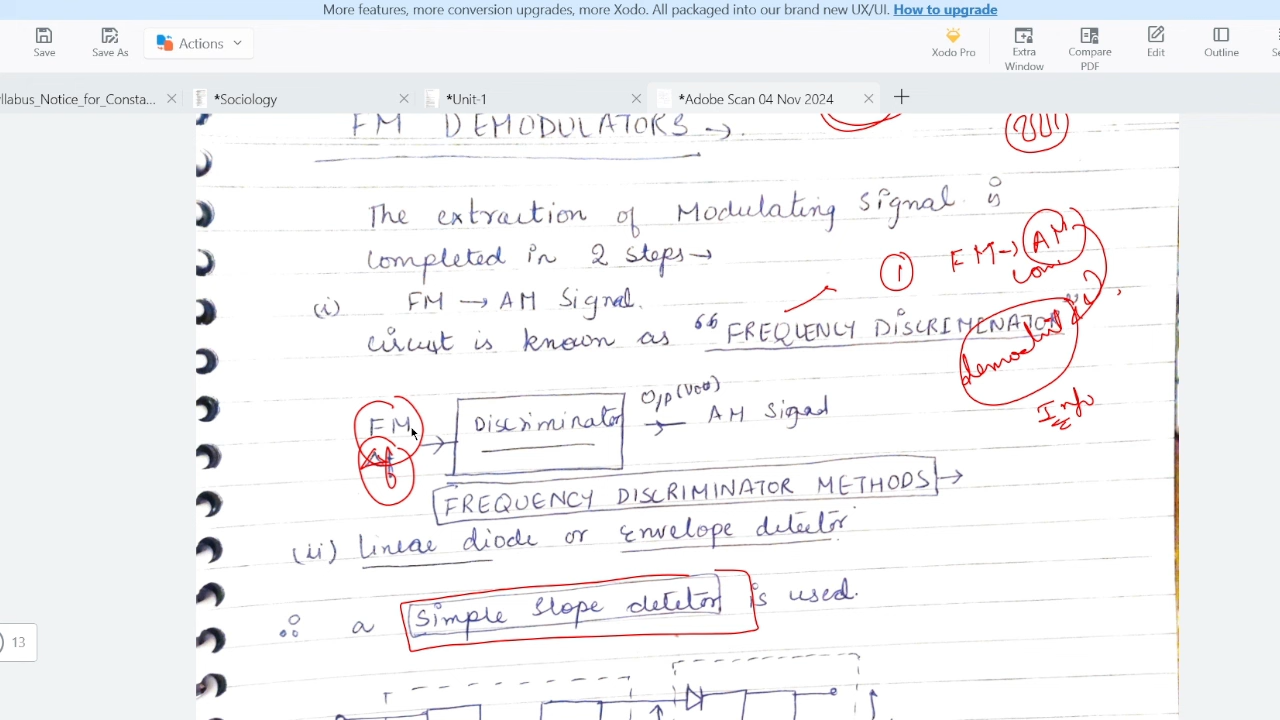 More features, more conversion upgrades, more Xodo. All packaged into our brand new UX/UI. How to upgrade
Save
Save As
Actions
Xodo Pro
Extra Window
Compare PDF
Edit
Outline
llabus_Notice_for_Consta...
*Sociology
*Unit-1
*Adobe Scan 04 Nov 2024
FM DEMODULATORS →.
The extraction of Modulating Signal is
completed in 2 steps →
① FM → AM
(i) FM → AM Signal.
circuit is known as "FREQUENCY DISCRIMENATOR"
Info
FM → Discriminator O/p (Vout) → AM Signal
FREQUENCY DISCRIMINATOR METHODS →
(ii) linear diode or Envelope detector
∴ a Simple slope detetor is used.
13